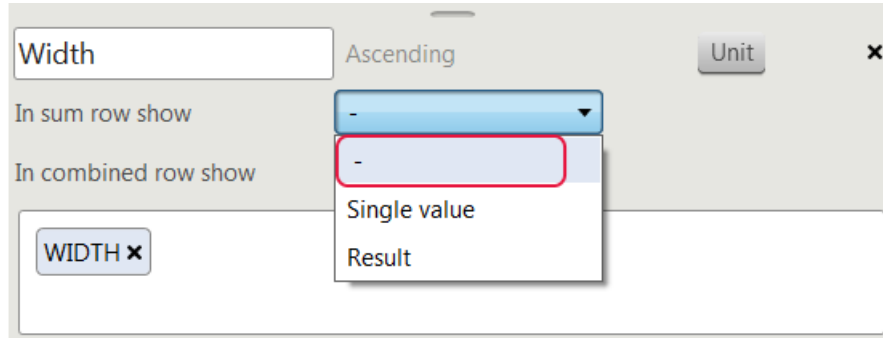 Width Ascending Unit ×
In sum row show -
-
In combined row show
Single value
WIDTH ×
Result